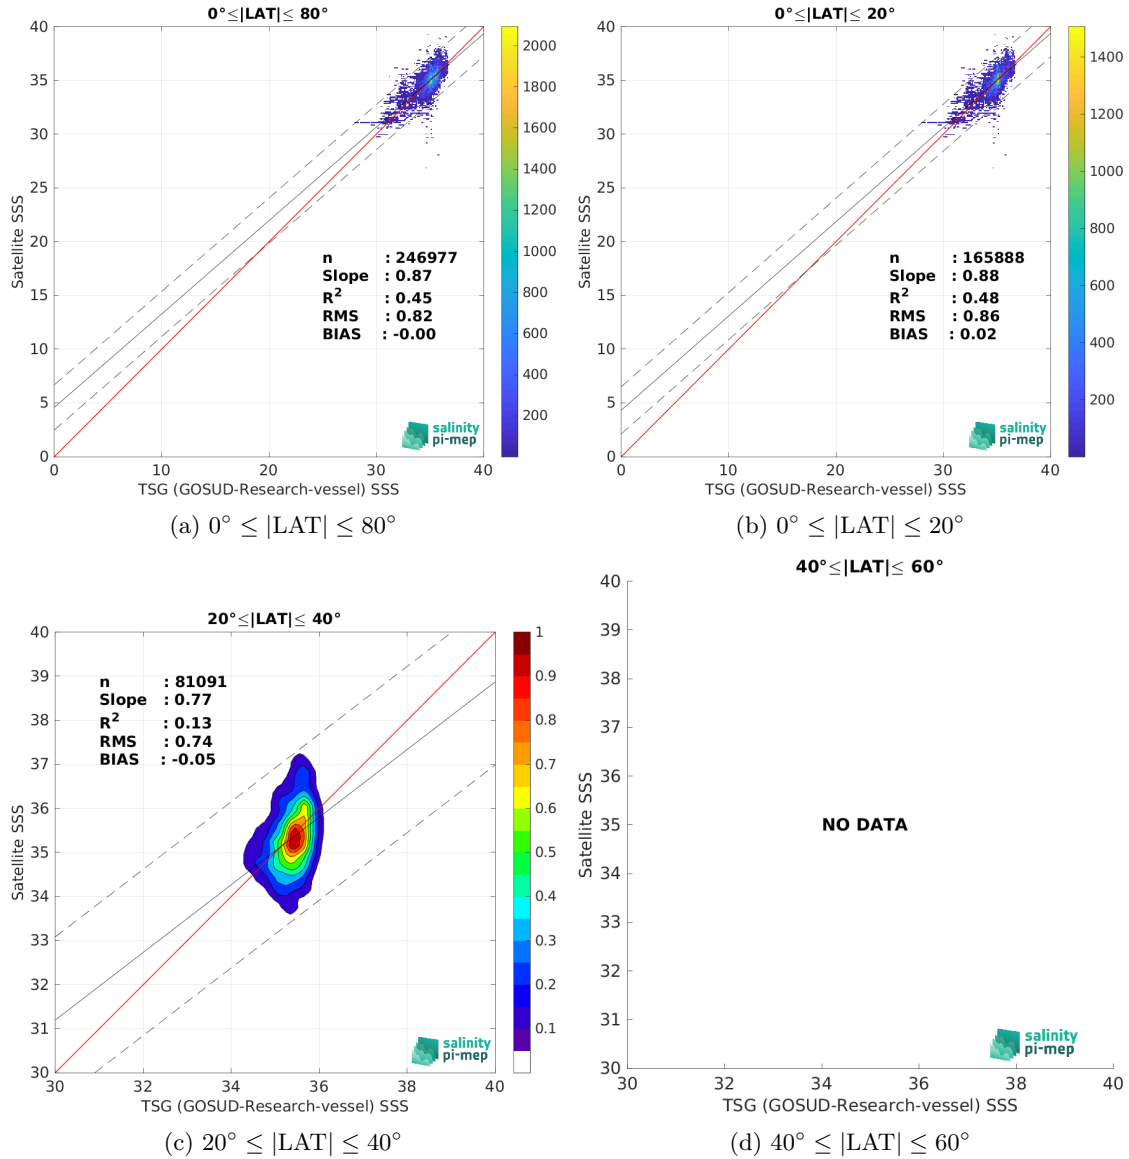 0°≤|LAT|≤ 80°
40
35
30
25
20
15
10
5
0
0
10
20
30
40
Satellite SSS
TSG (GOSUD-Research-vessel) SSS
n : 246977
Slope : 0.87
R² : 0.45
RMS : 0.82
BIAS : -0.00
salinity
pi-mep
2000
1800
1600
1400
1200
1000
800
600
400
200
(a) 0° ≤ |LAT| ≤ 80°
0°≤|LAT|≤ 20°
40
35
30
25
20
15
10
5
0
0
10
20
30
40
Satellite SSS
TSG (GOSUD-Research-vessel) SSS
n : 165888
Slope : 0.88
R² : 0.48
RMS : 0.86
BIAS : 0.02
salinity
pi-mep
1400
1200
1000
800
600
400
200
(b) 0° ≤ |LAT| ≤ 20°
20°≤|LAT|≤ 40°
40
39
38
37
36
35
34
33
32
31
30
30
32
34
36
38
40
Satellite SSS
TSG (GOSUD-Research-vessel) SSS
n : 81091
Slope : 0.77
R² : 0.13
RMS : 0.74
BIAS : -0.05
salinity
pi-mep
1
0.9
0.8
0.7
0.6
0.5
0.4
0.3
0.2
0.1
(c) 20° ≤ |LAT| ≤ 40°
40°≤|LAT|≤ 60°
40
39
38
37
36
35
34
33
32
31
30
30
32
34
36
38
40
Satellite SSS
TSG (GOSUD-Research-vessel) SSS
NO DATA
salinity
pi-mep
(d) 40° ≤ |LAT| ≤ 60°